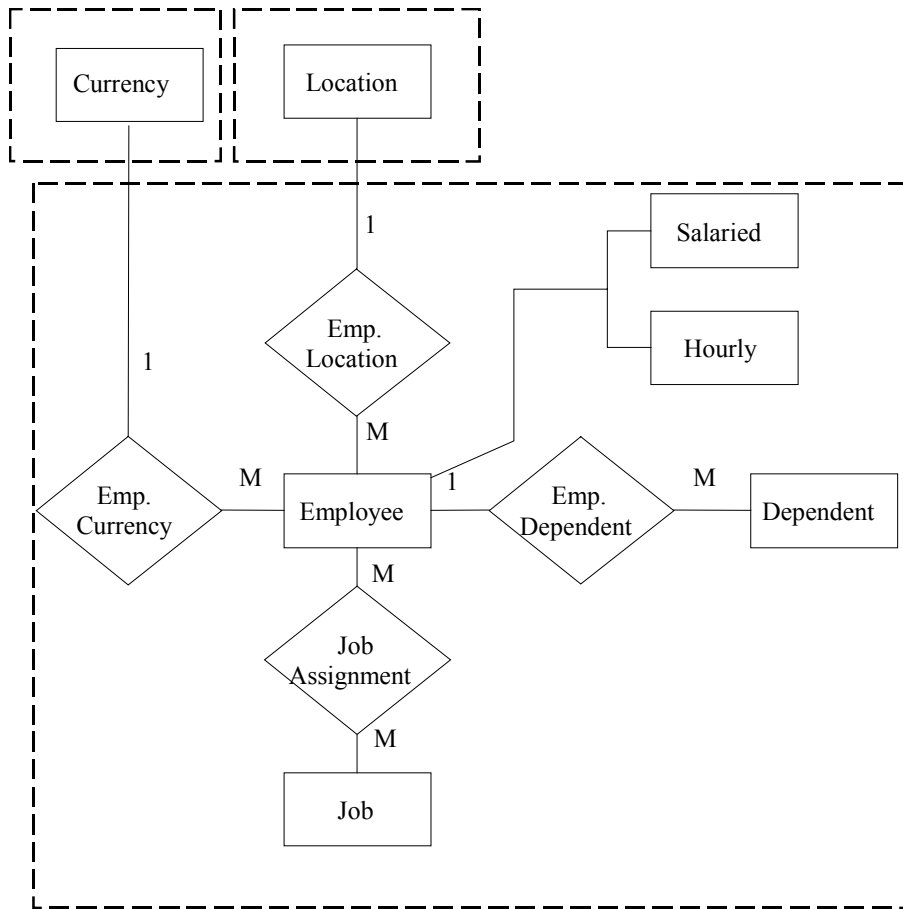 Currency
Location
1
Salaried
Emp.
Location
Hourly
1
M
M
1
M
Emp.
Currency
Employee
Emp.
Dependent
Dependent
M
Job
Assignment
M
Job